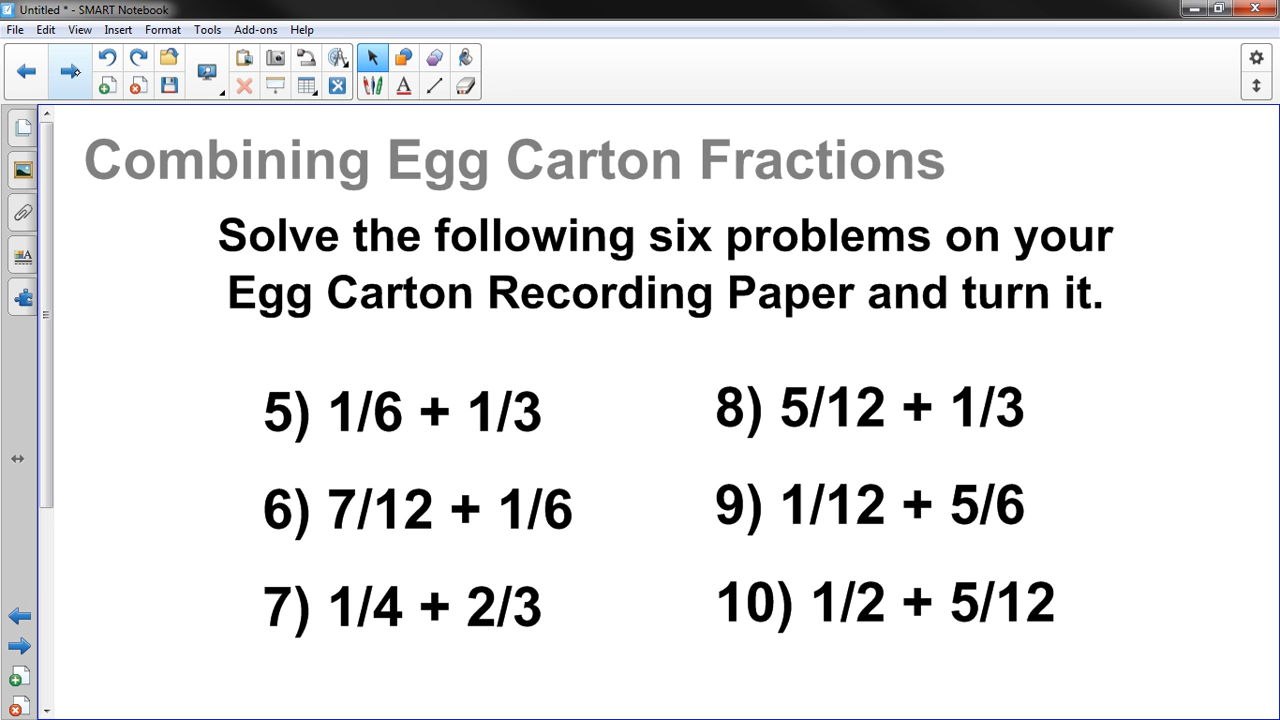 Untitled * - SMART Notebook
File Edit View Insert Format Tools Add-ons Help
Combining Egg Carton Fractions
Solve the following six problems on your
Egg Carton Recording Paper and turn it.
5) 1/6 + 1/3
6) 7/12 + 1/6
7) 1/4 + 2/3
8) 5/12 + 1/3
9) 1/12 + 5/6
10) 1/2 + 5/12